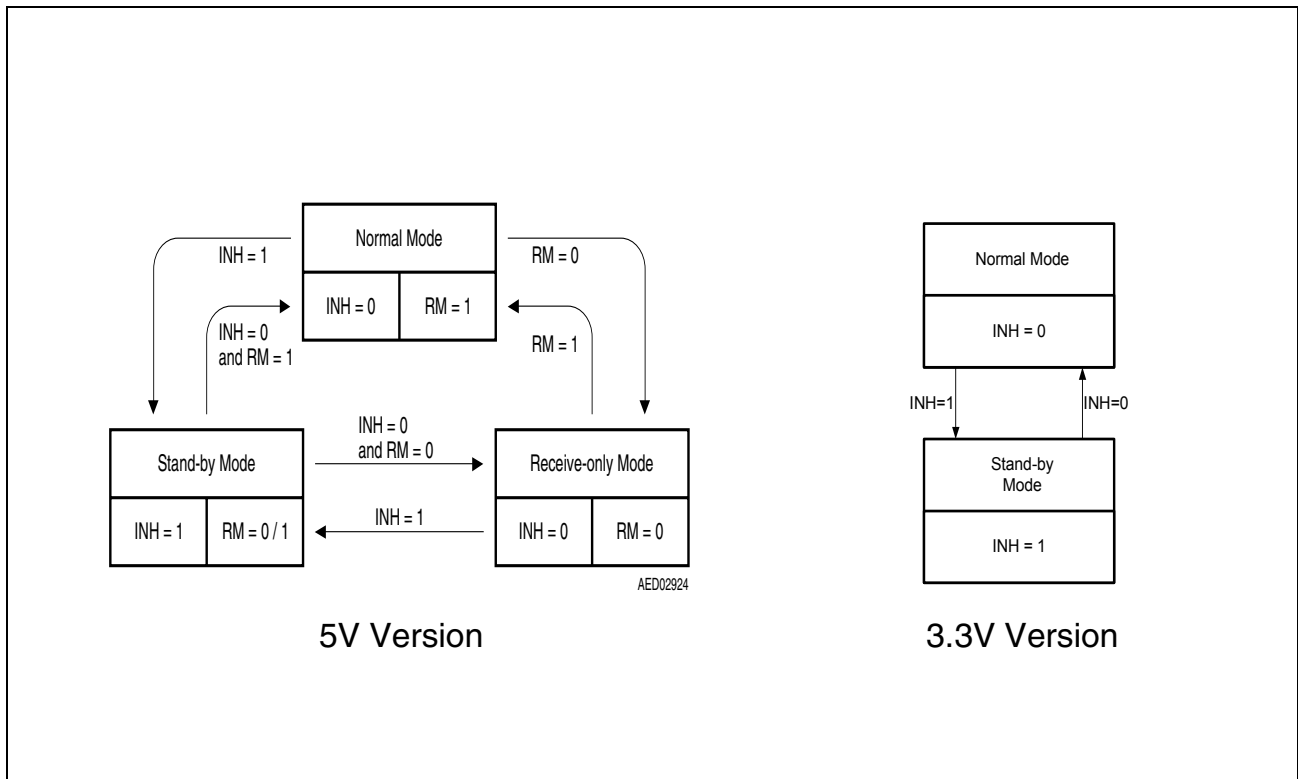 Normal Mode
INH = 0
RM = 1
INH = 1
RM = 0
INH = 0
and RM = 1
RM = 1
Stand-by Mode
INH = 1
RM = 0 / 1
INH = 0
and RM = 0
INH = 1
Receive-only Mode
INH = 0
RM = 0
AED02924
5V Version
Normal Mode
INH = 0
INH=1
INH=0
Stand-by
Mode
INH = 1
3.3V Version